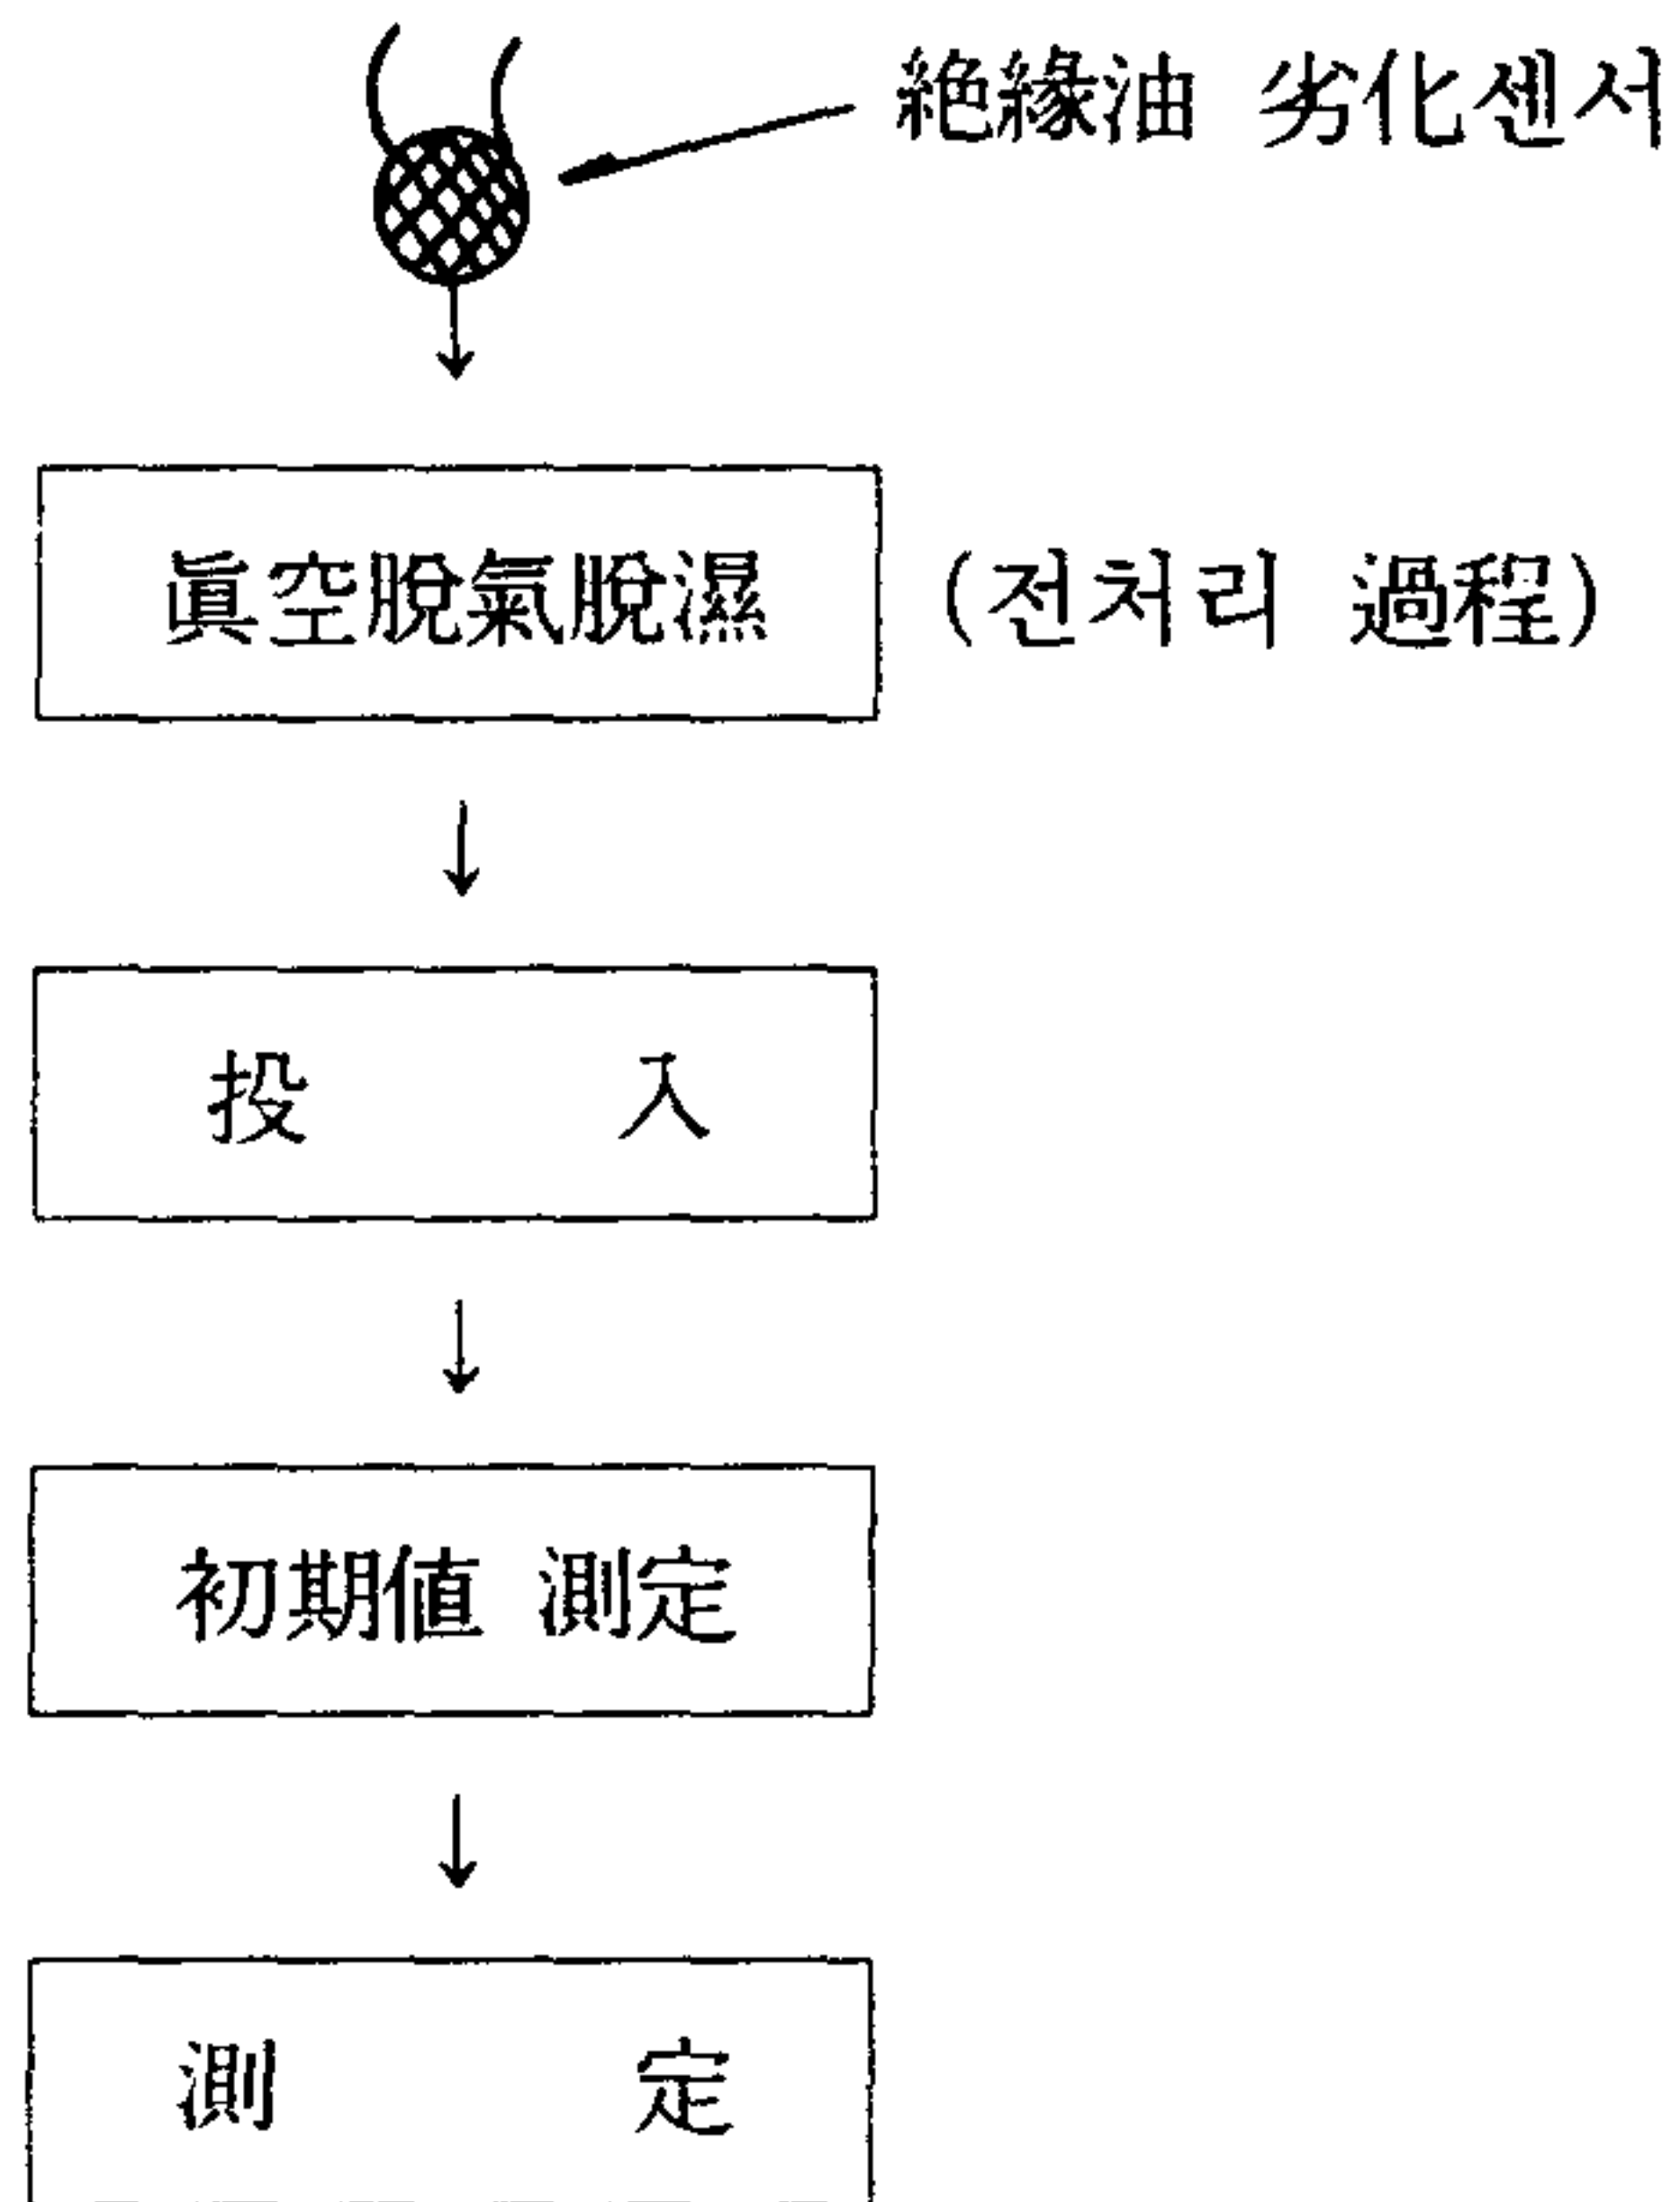 絶緣油 劣化센서
眞空脫氣脫濕 (전처리 過程)
投 入
初期値 測定
測 定